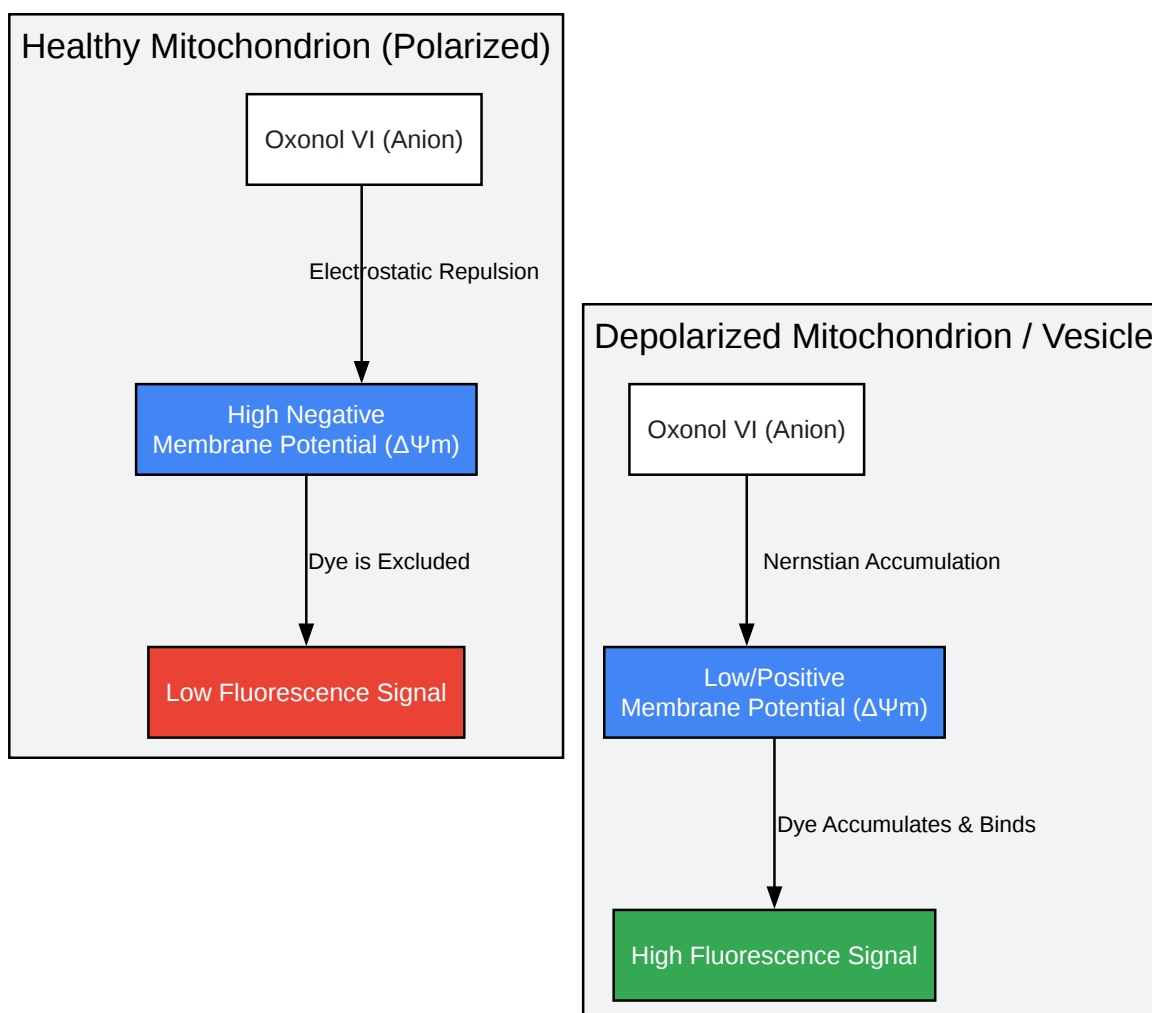 Healthy Mitochondrion (Polarized)
Oxonol VI (Anion)
Electrostatic Repulsion
High Negative
Membrane Potential (ΔΨm)
Dye is Excluded
Low Fluorescence Signal
Depolarized Mitochondrion / Vesicle
Oxonol VI (Anion)
Nernstian Accumulation
Low/Positive
Membrane Potential (ΔΨm)
Dye Accumulates & Binds
High Fluorescence Signal